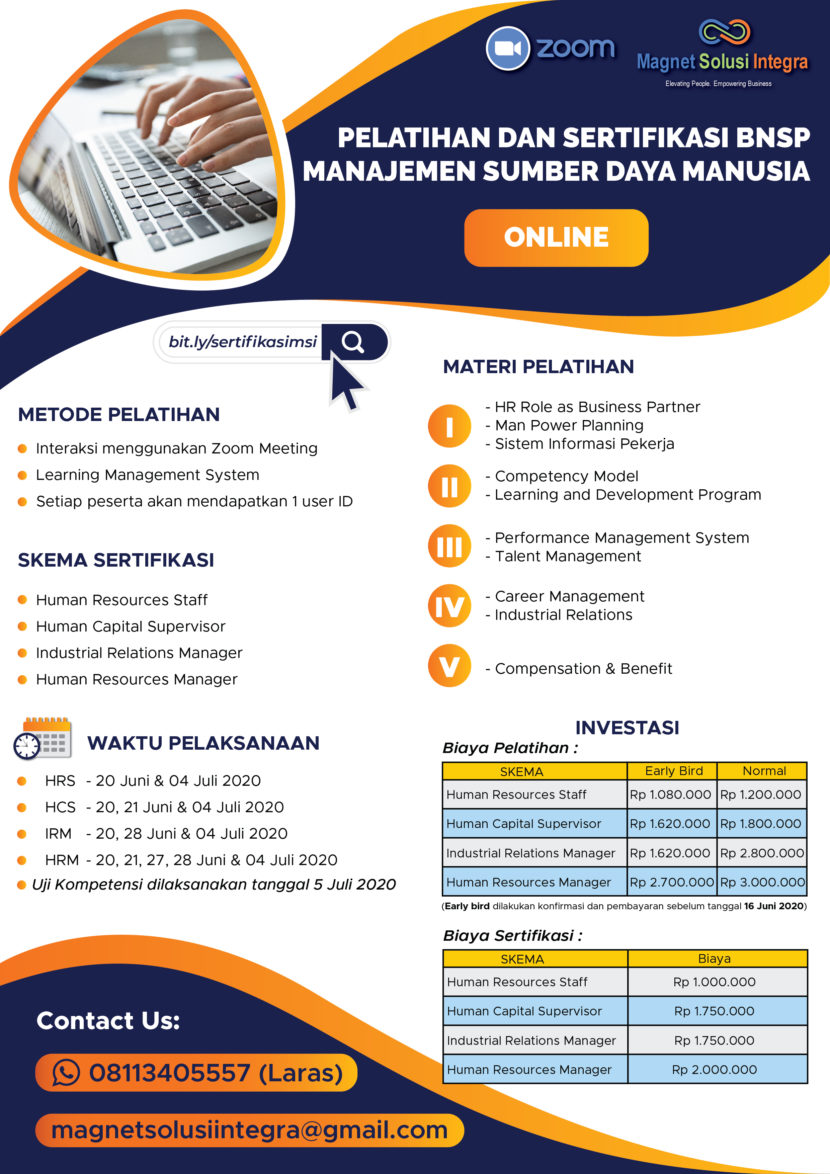 zoom
Magnet Solusi Integra
Elevating People. Empowering Business
PELATIHAN DAN SERTIFIKASI BNSP
MANAJEMEN SUMBER DAYA MANUSIA
ONLINE
bit.ly/sertifikasimsi
METODE PELATIHAN
Interaksi menggunakan Zoom Meeting
Learning Management System
Setiap peserta akan mendapatkan 1 user ID
SKEMA SERTIFIKASI
Human Resources Staff
Human Capital Supervisor
Industrial Relations Manager
Human Resources Manager
WAKTU PELAKSANAAN
HRS - 20 Juni & 04 Juli 2020
HCS - 20, 21 Juni & 04 Juli 2020
IRM - 20, 28 Juni & 04 Juli 2020
HRM - 20, 21, 27, 28 Juni & 04 Juli 2020
Uji Kompetensi dilaksanakan tanggal 5 Juli 2020
MATERI PELATIHAN
I
- HR Role as Business Partner
- Man Power Planning
- Sistem Informasi Pekerja
II
- Competency Model
- Learning and Development Program
III
- Performance Management System
- Talent Management
IV
- Career Management
- Industrial Relations
V
- Compensation & Benefit
INVESTASI
Biaya Pelatihan :
SKEMA Early Bird Normal
Human Resources Staff Rp 1.080.000 Rp 1.200.000
Human Capital Supervisor Rp 1.620.000 Rp 1.800.000
Industrial Relations Manager Rp 1.620.000 Rp 2.800.000
Human Resources Manager Rp 2.700.000 Rp 3.000.000
(Early bird dilakukan konfirmasi dan pembayaran sebelum tanggal 16 Juni 2020)
Biaya Sertifikasi :
SKEMA Biaya
Human Resources Staff Rp 1.000.000
Human Capital Supervisor Rp 1.750.000
Industrial Relations Manager Rp 1.750.000
Human Resources Manager Rp 2.000.000
Contact Us:
08113405557 (Laras)
magnetsolusiintegra@gmail.com